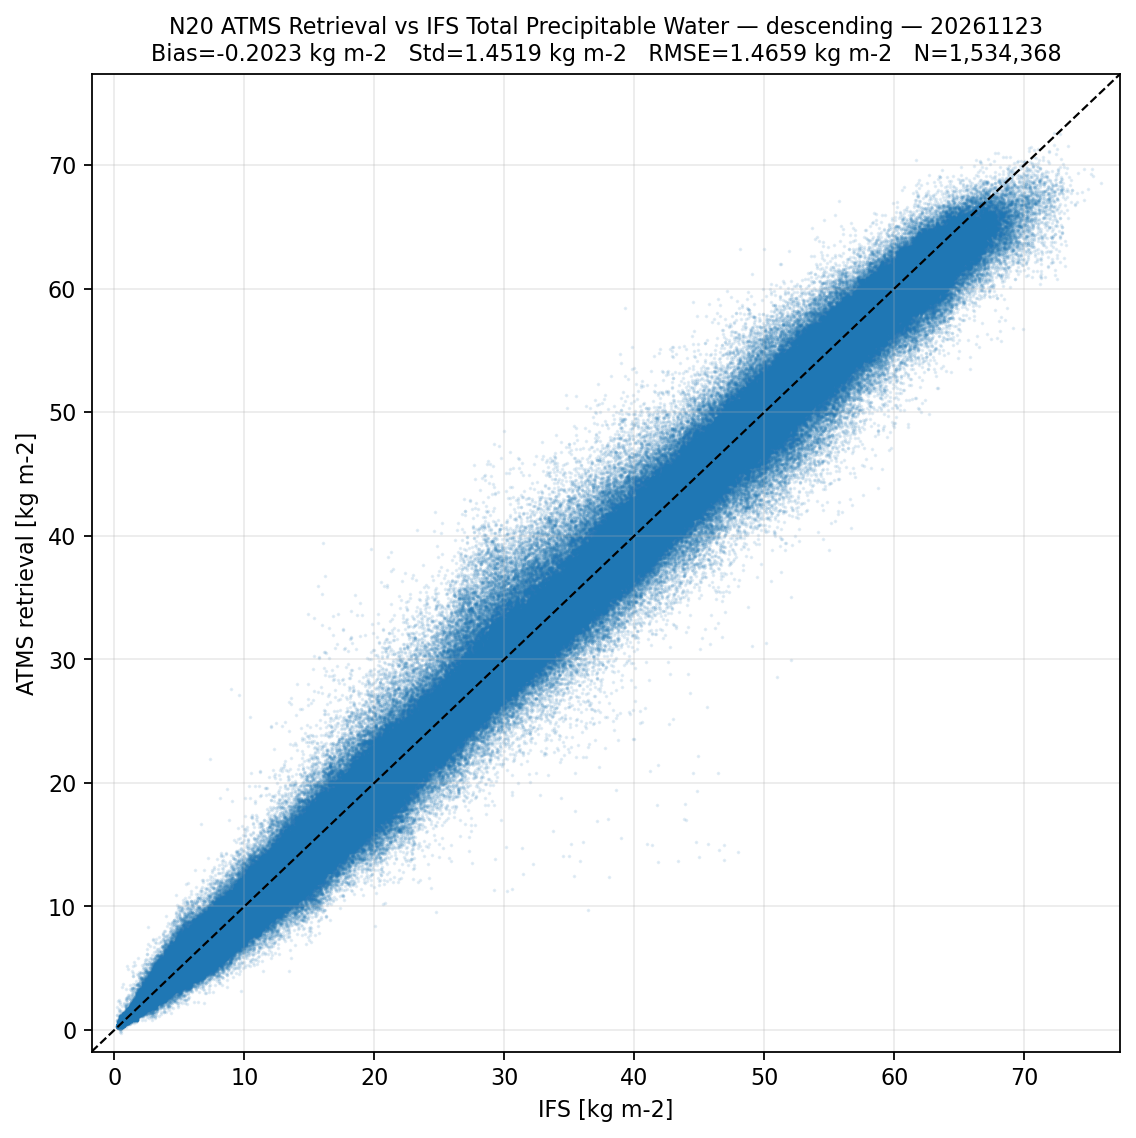 N20 ATMS Retrieval vs IFS Total Precipitable Water — descending — 20261123
Bias=-0.2023 kg m-2   Std=1.4519 kg m-2   RMSE=1.4659 kg m-2   N=1,534,368
ATMS retrieval [kg m-2]
70
60
50
40
30
20
10
0
0 10 20 30 40 50 60 70
IFS [kg m-2]